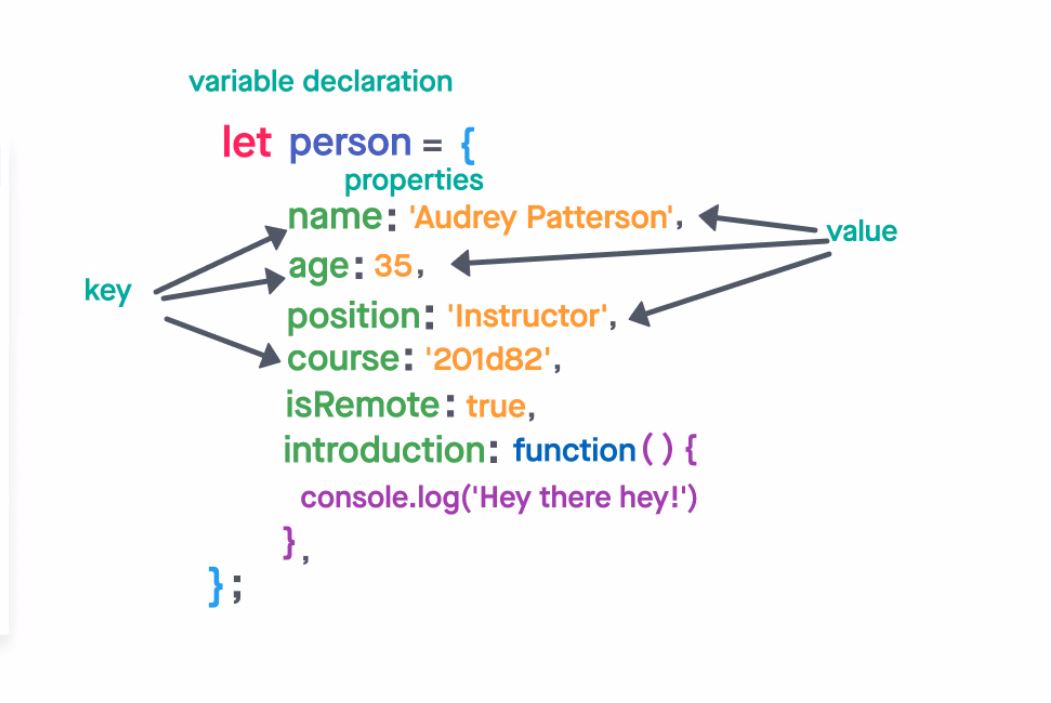 variable declaration
let person = {
properties
name: 'Audrey Patterson',
value
age: 35,
key
position: 'Instructor',
course: '201d82',
isRemote: true,
introduction: function () {
console.log('Hey there hey!')
},
};